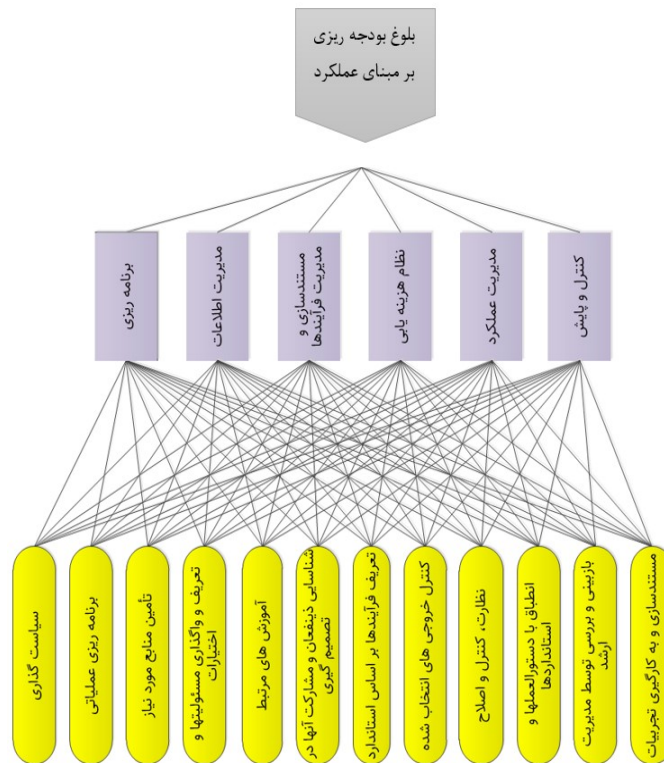 بلوغ بودجه ریزی
بر مبنای عملکرد
برنامه ریزی
مدیریت اطلاعات
مستندسازی و
مدیریت فرآیندها
نظام هزینه یابی
مدیریت عملکرد
کنترل و پایش
سیاست گذاری
برنامه ریزی عملیاتی
تأمین منابع مورد نیاز
تعریف و واگذاری مسئولیتها و
اختیارات
آموزش های مرتبط
شناسایی ذینفعان و مشارکت آنها در
تصمیم گیری
تعریف فرآیندها بر اساس استاندارد
کنترل خروجی های انتخاب شده
نظارت، کنترل و اصلاح
انطباق با دستورالعملها و
استانداردها
بازبینی و بررسی توسط مدیریت
ارشد
مستندسازی و به کارگیری تجربیات